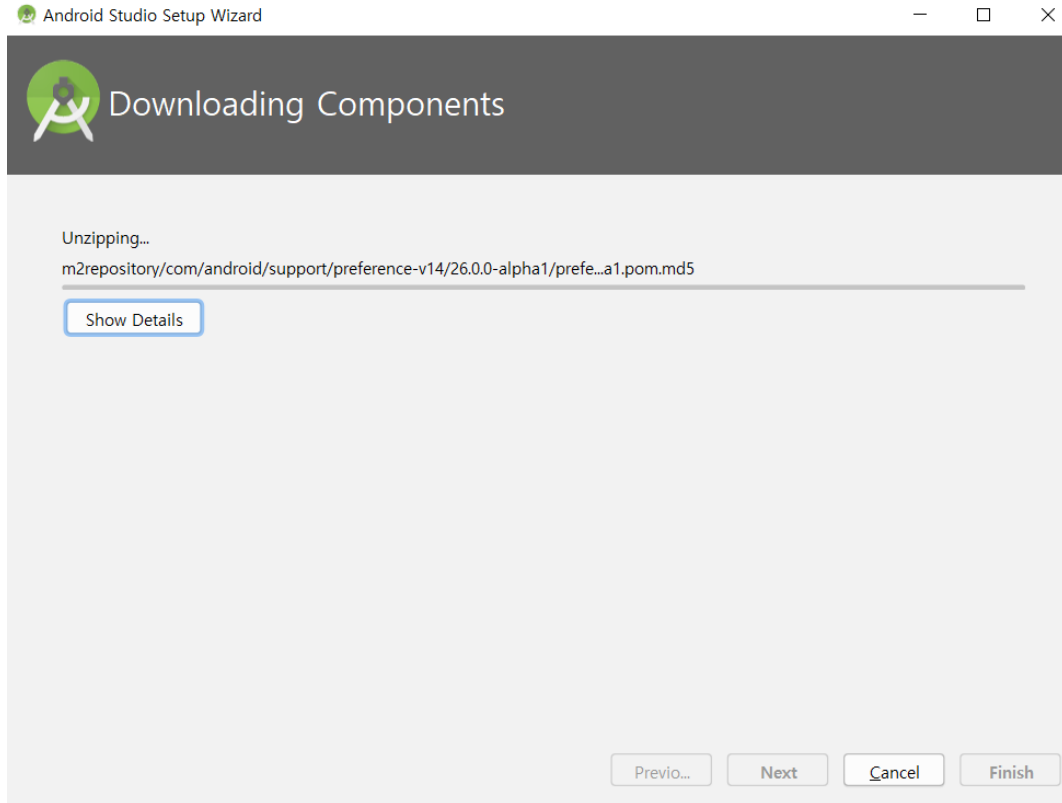 Android Studio Setup Wizard
Downloading Components
Unzipping...
m2repository/com/android/support/preference-v14/26.0.0-alpha1/prefe...a1.pom.md5
Show Details
Previo... Next Cancel Finish